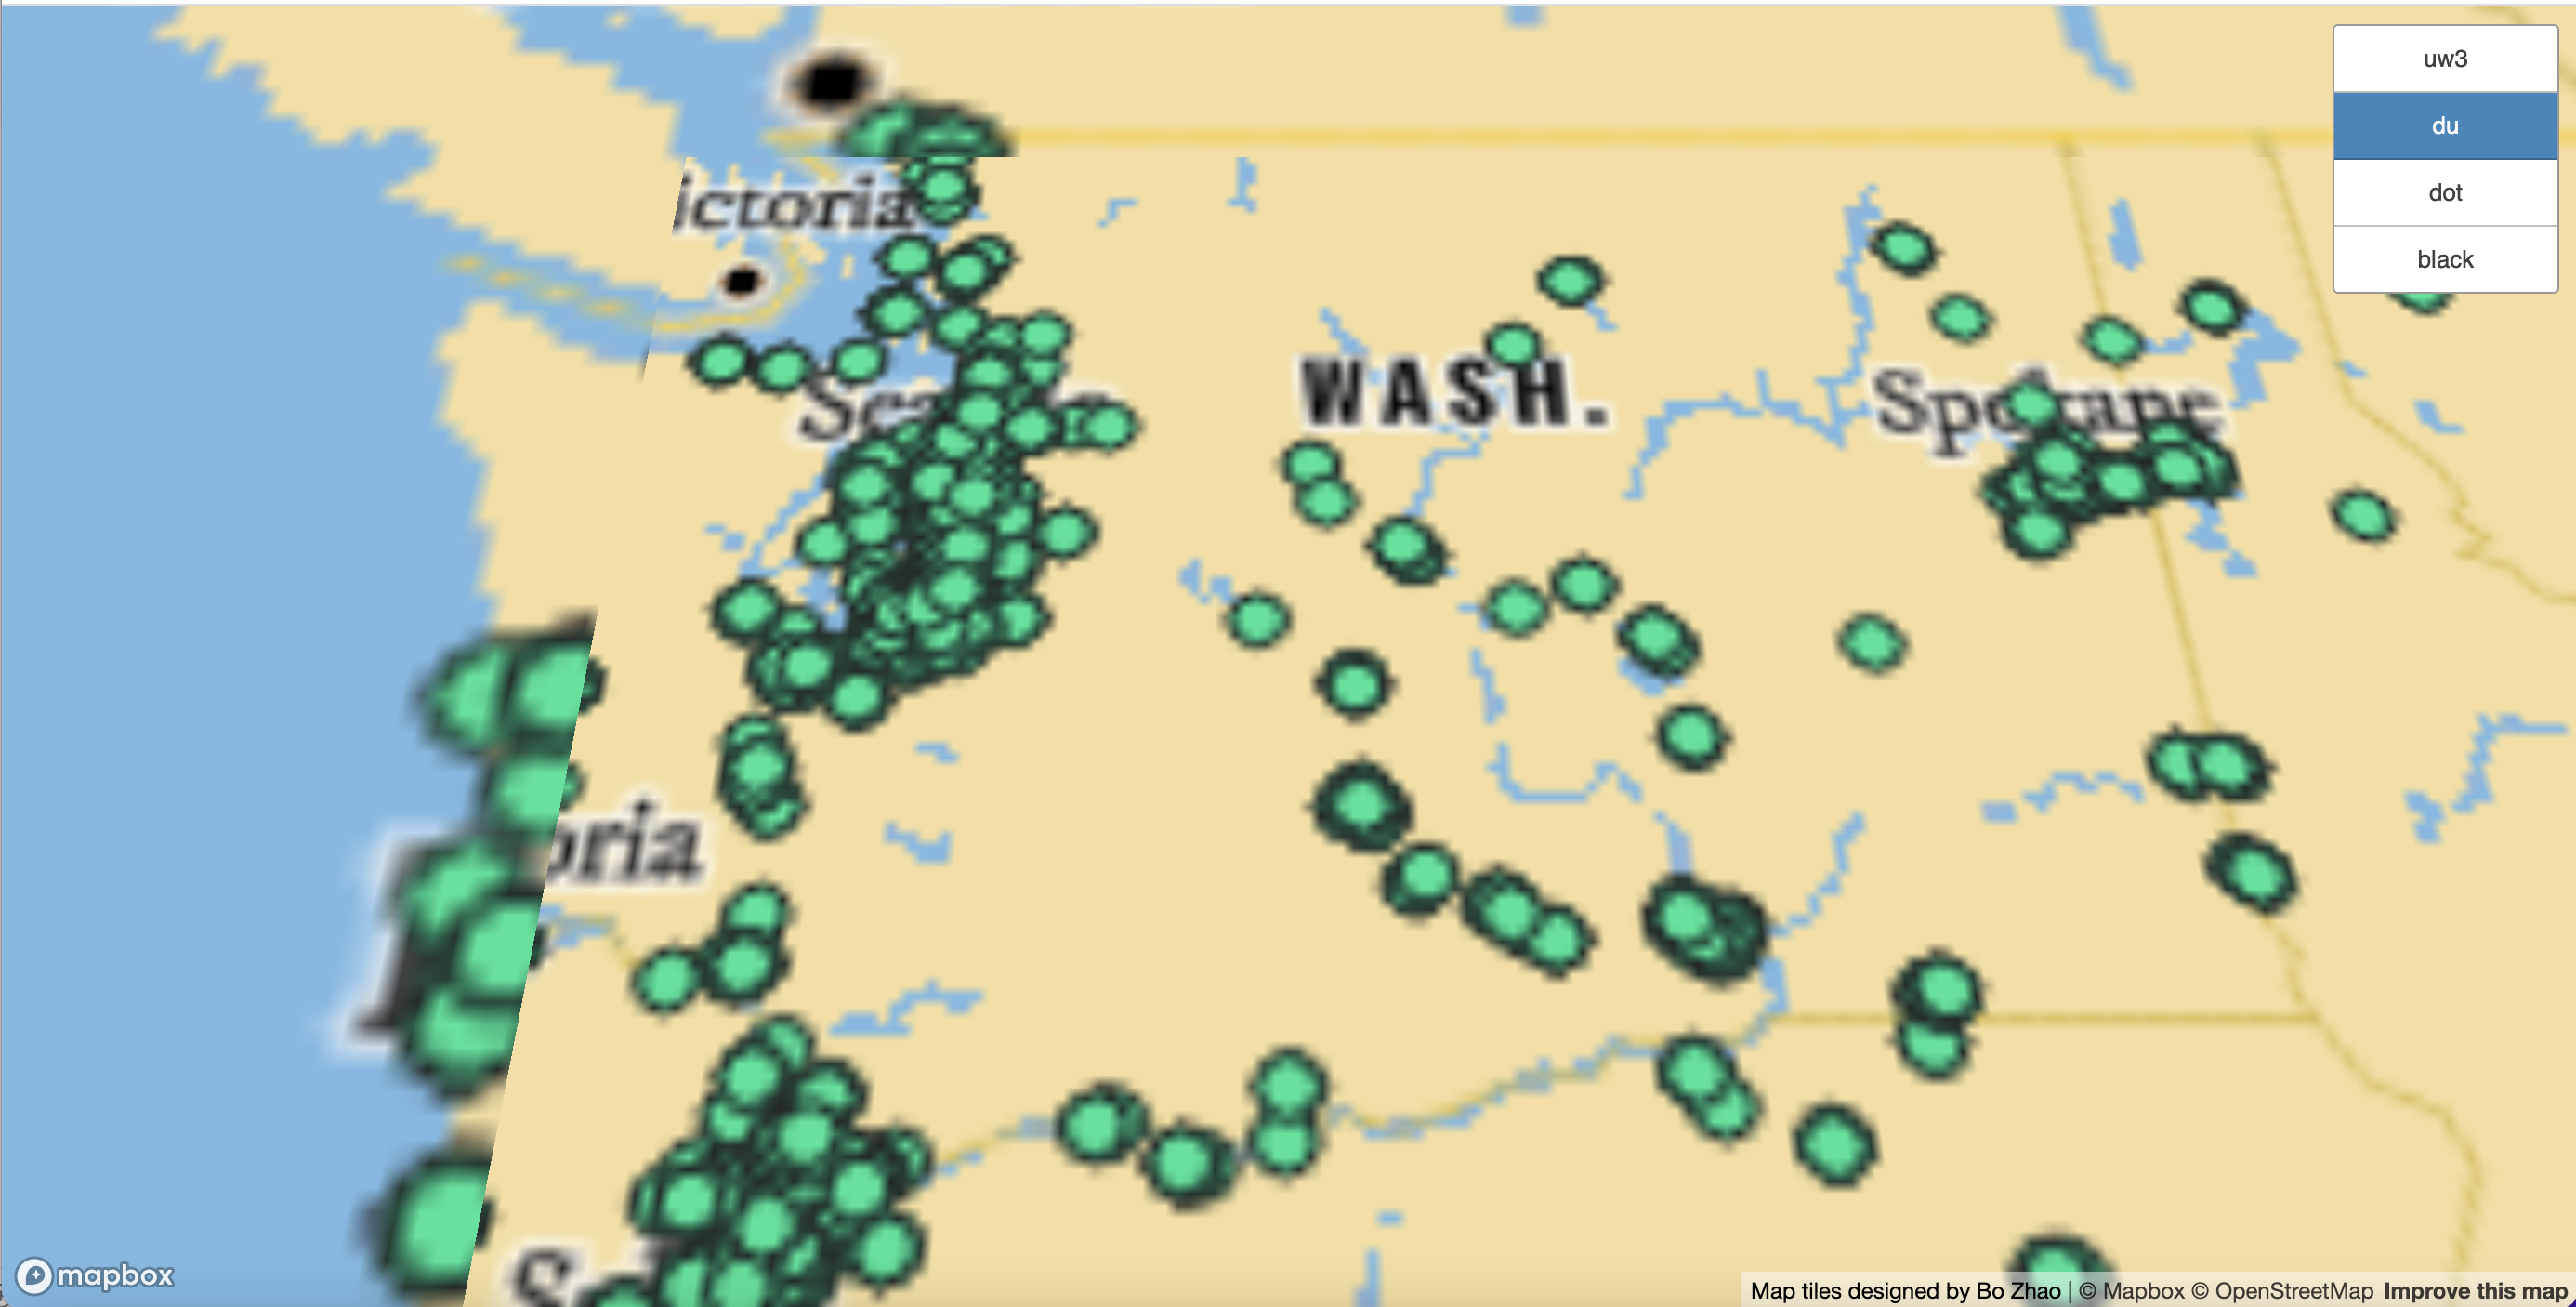 uw3
du
dot
black
ictoria
Sea
WASH.
Spokane
oria
mapbox
Map tiles designed by Bo Zhao | © Mapbox © OpenStreetMap Improve this map